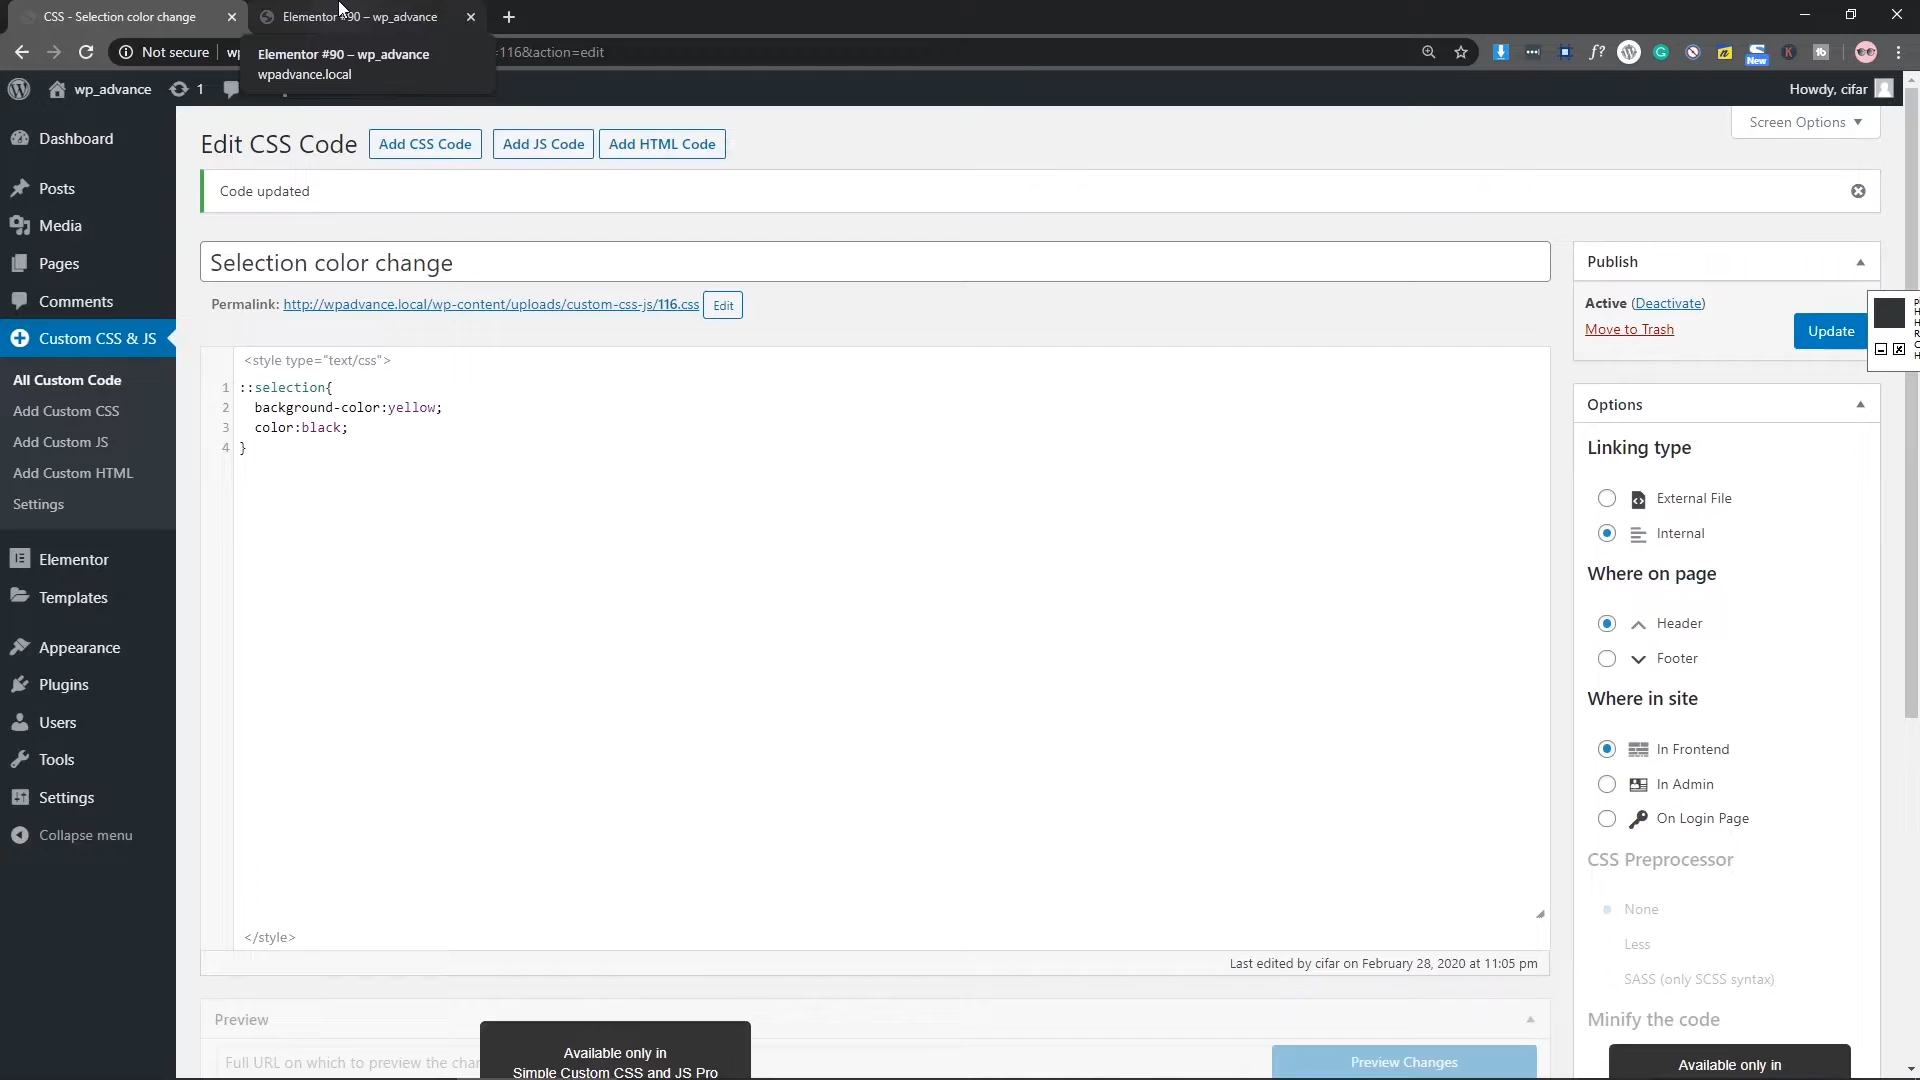 CSS - Selection color change
Elementor #90 – wp_advance
Not secure
116&action=edit
New
Elementor #90 – wp_advance
wpadvance.local
wp_advance
1
Howdy, cifar
Dashboard
Posts
Media
Pages
Comments
Custom CSS & JS
All Custom Code
Add Custom CSS
Add Custom JS
Add Custom HTML
Settings
Elementor
Templates
Appearance
Plugins
Users
Tools
Settings
Collapse menu
Screen Options
Edit CSS Code
Add CSS Code
Add JS Code
Add HTML Code
Code updated
Selection color change
Permalink: http://wpadvance.local/wp-content/uploads/custom-css-js/116.css
Edit
<style type="text/css">
1 ::selection{
2 background-color:yellow;
3 color:black;
4 }
</style>
Last edited by cifar on February 28, 2020 at 11:05 pm
Preview
Full URL on which to preview the
Available only in
Simple Custom CSS and JS Pro
Preview Changes
Publish
Active (Deactivate)
Move to Trash
Update
Options
Linking type
External File
Internal
Where on page
Header
Footer
Where in site
In Frontend
In Admin
On Login Page
CSS Preprocessor
None
Less
SASS (only SCSS syntax)
Minify the code
Available only in